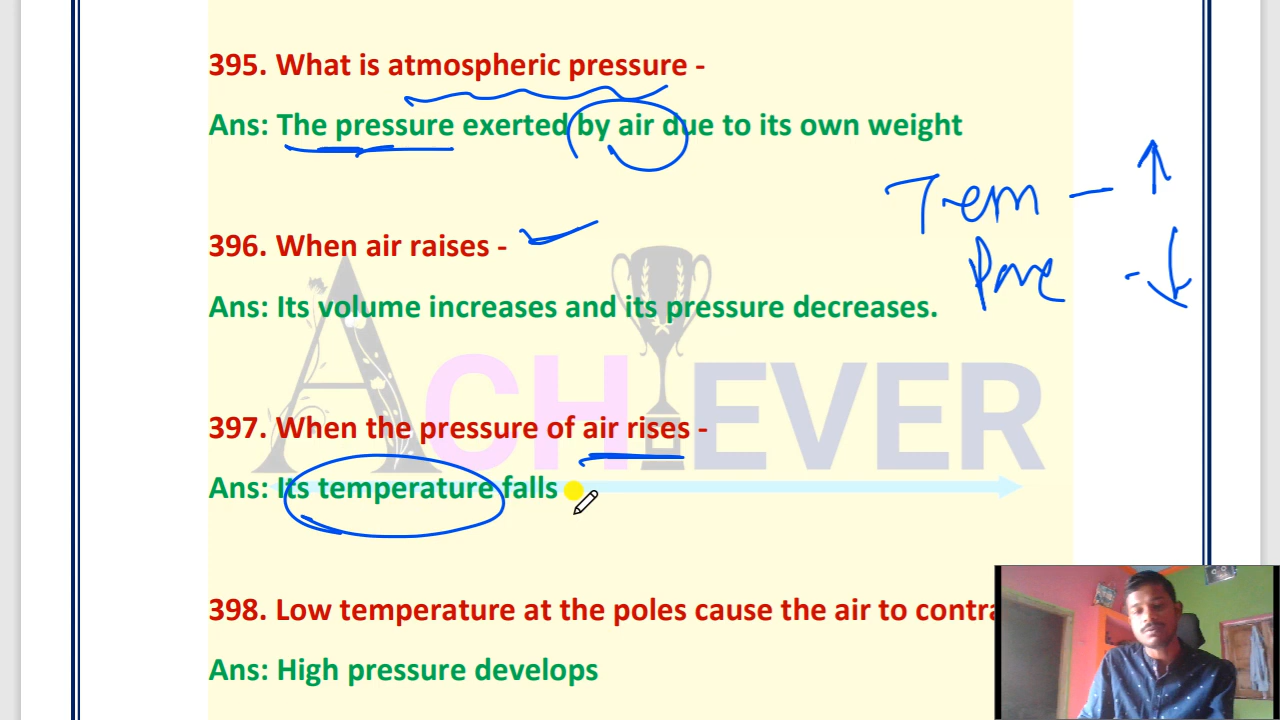 395. What is atmospheric pressure -
Ans: The pressure exerted by air due to its own weight
Tem -
396. When air raises -
Pre -
Ans: Its volume increases and its pressure decreases.
ACHIEVER
397. When the pressure of air rises -
Ans: Its temperature falls
398. Low temperature at the poles cause the air to contra
Ans: High pressure develops